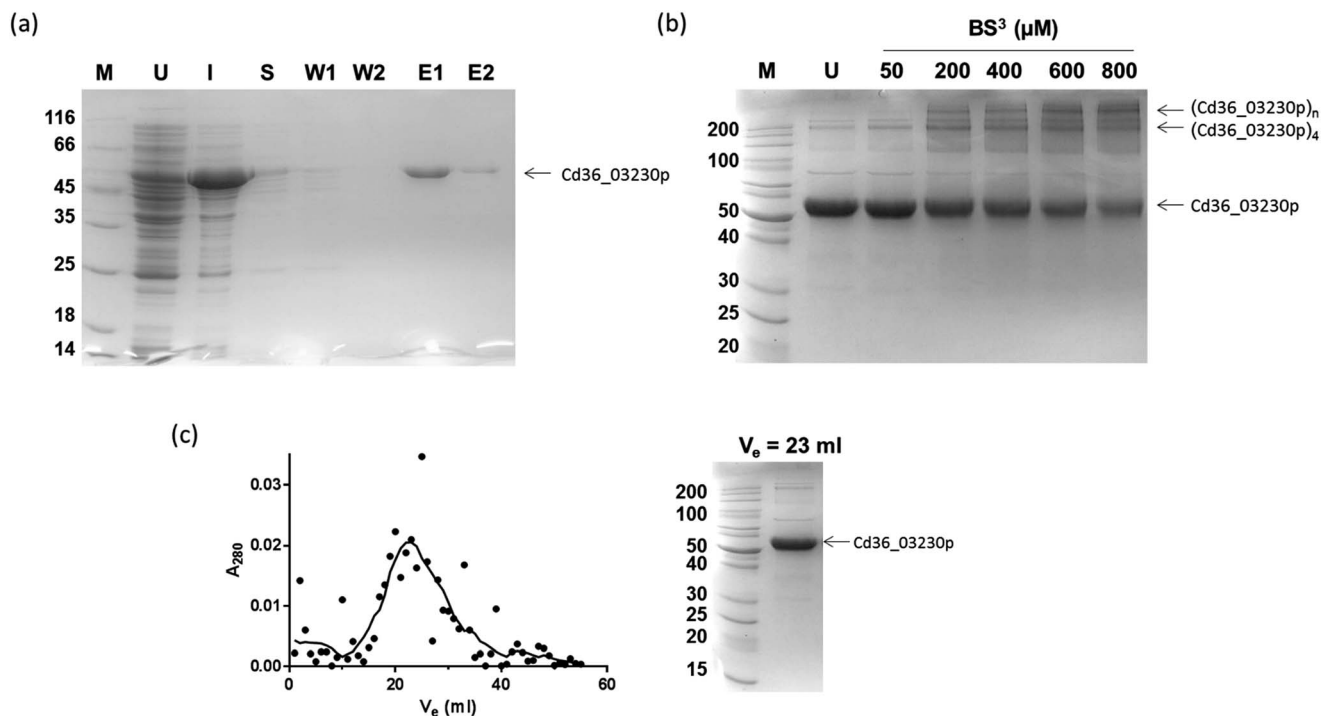 (a)
M U I S W1 W2 E1 E2
116
66
45
35
25
18
14
Cd36_03230p
(b)
BS³ (µM)
M U 50 200 400 600 800
200
100
50
40
30
25
20
(Cd36_03230p)n
(Cd36_03230p)4
Cd36_03230p
(c)
A280
0.03
0.02
0.01
0.00
0 20 40 60
Ve (ml)
Ve = 23 ml
200
100
50
40
30
25
20
15
Cd36_03230p